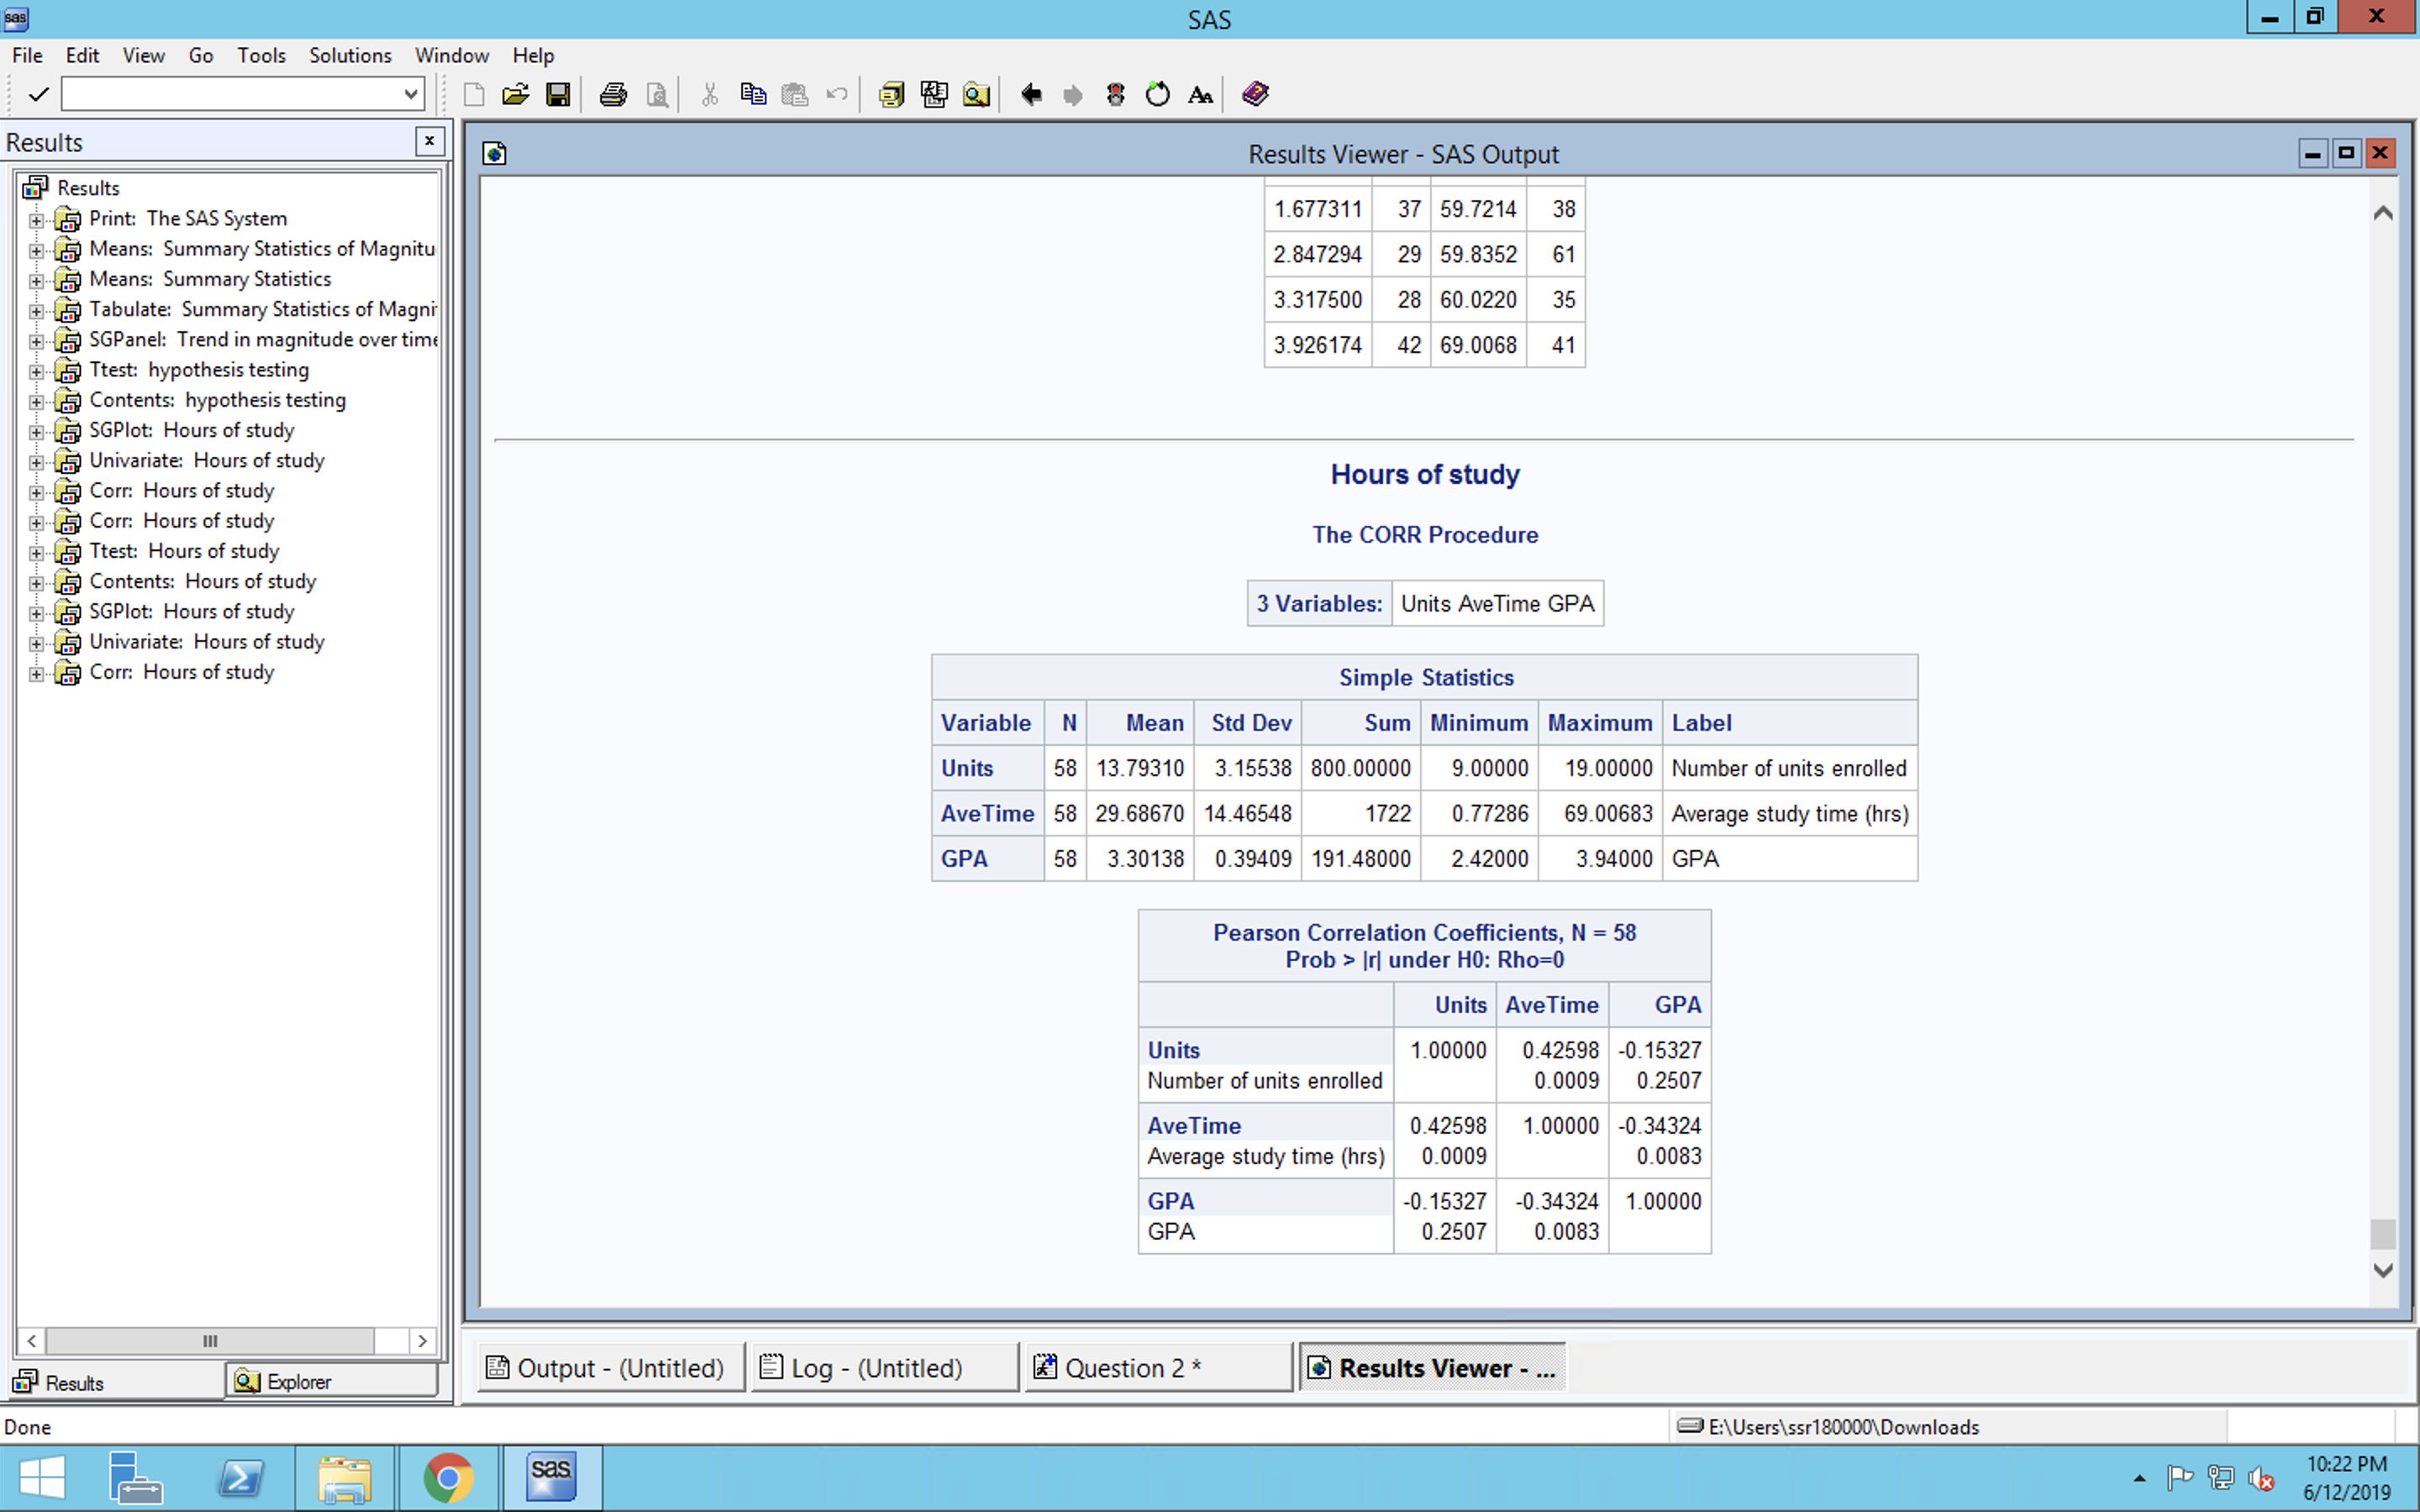 sas
SAS
File Edit View Go Tools Solutions Window Help
Results
Results Viewer - SAS Output
Results
Print: The SAS System
Means: Summary Statistics of Magnitu
Means: Summary Statistics
Tabulate: Summary Statistics of Magni
SGPanel: Trend in magnitude over time
Ttest: hypothesis testing
Contents: hypothesis testing
SGPlot: Hours of study
Univariate: Hours of study
Corr: Hours of study
Corr: Hours of study
Ttest: Hours of study
Contents: Hours of study
SGPlot: Hours of study
Univariate: Hours of study
Corr: Hours of study
1.677311 37 59.7214 38
2.847294 29 59.8352 61
3.317500 28 60.0220 35
3.926174 42 69.0068 41
Hours of study
The CORR Procedure
3 Variables: Units AveTime GPA
Simple Statistics
Variable N Mean Std Dev Sum Minimum Maximum Label
Units 58 13.79310 3.15538 800.00000 9.00000 19.00000 Number of units enrolled
AveTime 58 29.68670 14.46548 1722 0.77286 69.00683 Average study time (hrs)
GPA 58 3.30138 0.39409 191.48000 2.42000 3.94000 GPA
Pearson Correlation Coefficients, N = 58
Prob > |r| under H0: Rho=0
Units AveTime GPA
Units 1.00000 0.42598 -0.15327
Number of units enrolled 0.0009 0.2507
AveTime 0.42598 1.00000 -0.34324
Average study time (hrs) 0.0009 0.0083
GPA -0.15327 -0.34324 1.00000
GPA 0.2507 0.0083
Results Explorer
Output - (Untitled) Log - (Untitled) Question 2 * Results Viewer - ...
Done E:\Users\ssr180000\Downloads
sas
10:22 PM
6/12/2019